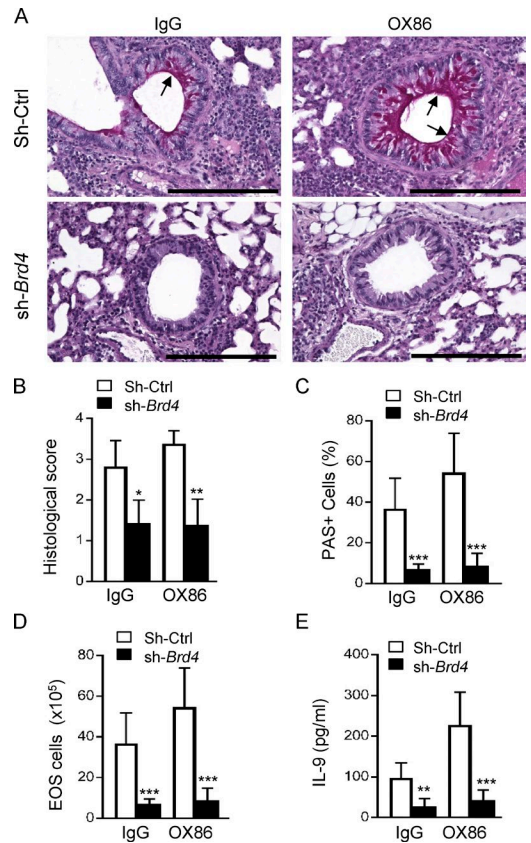 A
IgG
OX86
Sh-Ctrl
sh-Brd4
B
Sh-Ctrl
sh-Brd4
Histological score
4
3
2
1
0
*
**
IgG
OX86
C
Sh-Ctrl
sh-Brd4
PAS+ Cells (%)
80
60
40
20
0
***
***
IgG
OX86
D
Sh-Ctrl
sh-Brd4
EOS cells (x10⁵)
80
60
40
20
0
***
***
IgG
OX86
E
Sh-Ctrl
sh-Brd4
IL-9 (pg/ml)
400
300
200
100
0
**
***
IgG
OX86